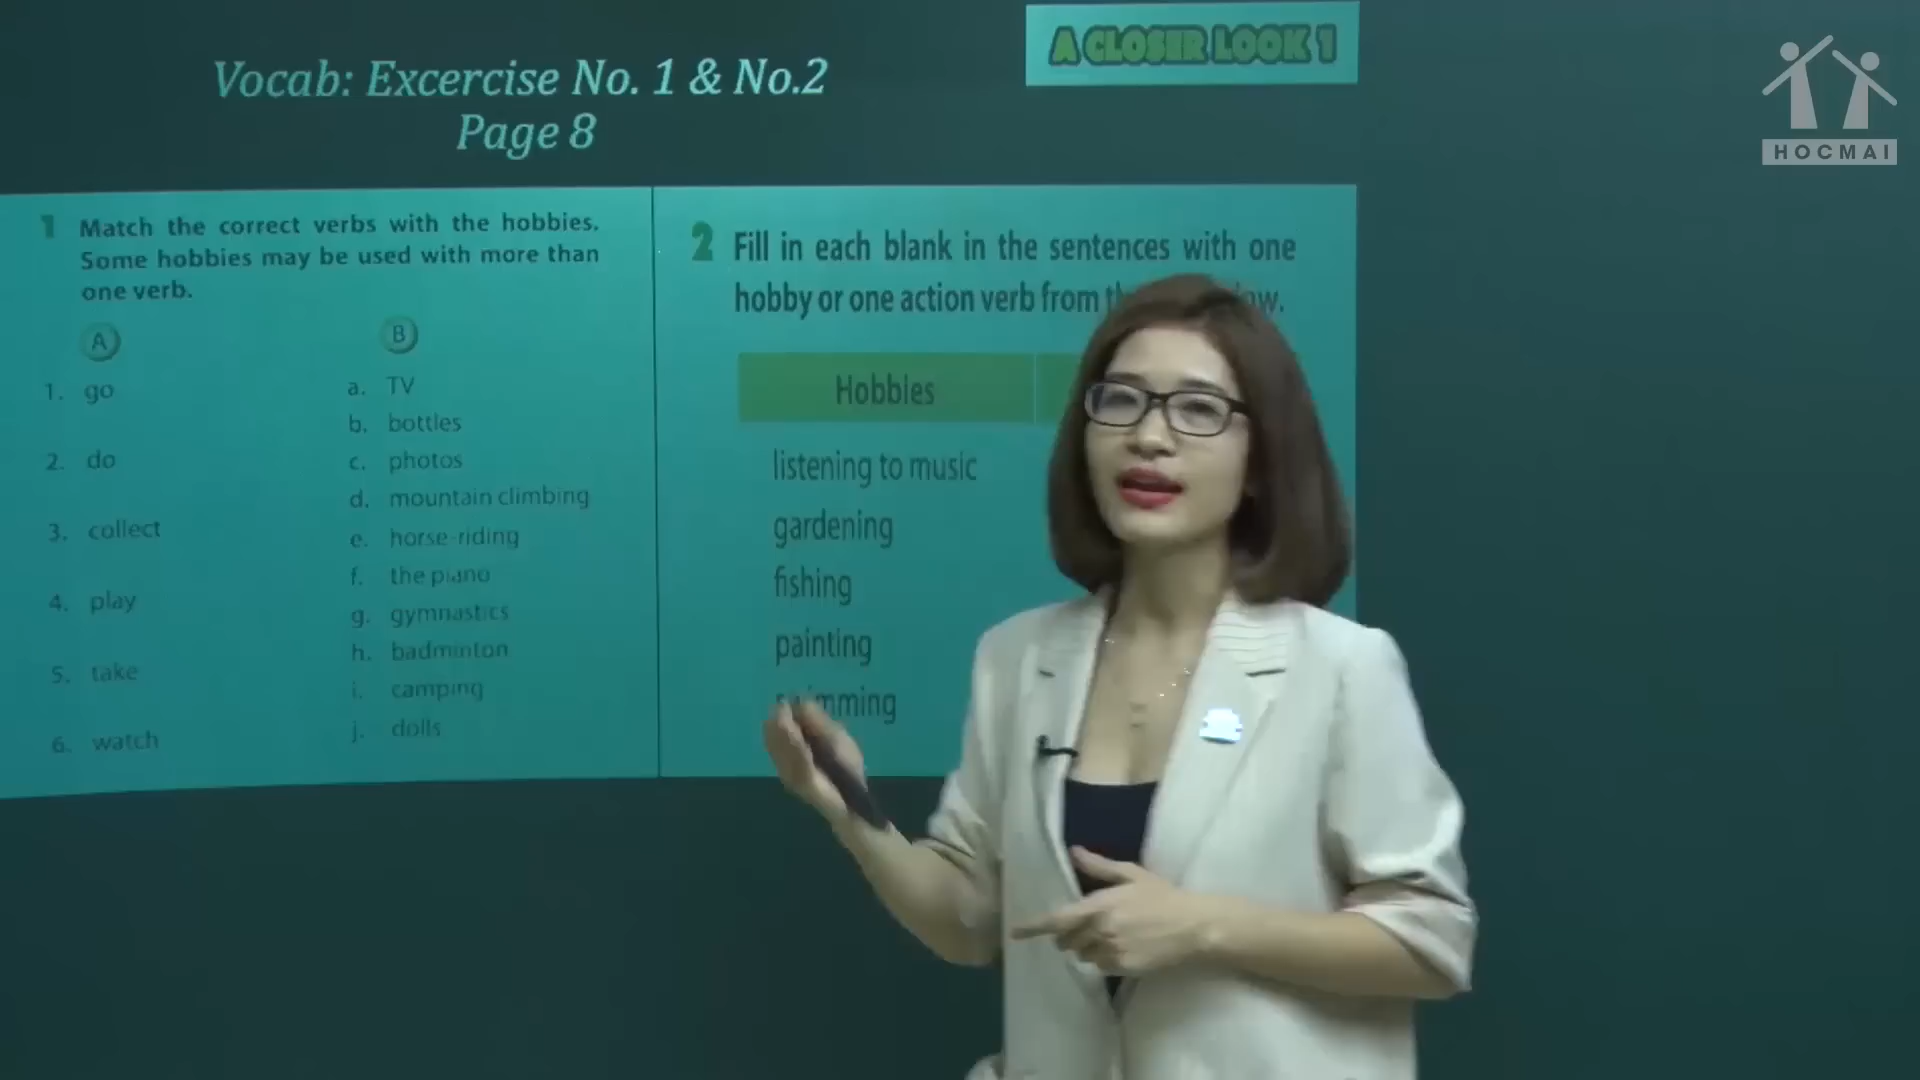 Vocab: Excercise No. 1 & No.2
Page 8
A CLOSER LOOK 1
HOCMAI
1 Match the correct verbs with the hobbies.
Some hobbies may be used with more than
one verb.
A
B
1. go
2. do
3. collect
4. play
5. take
6. watch
a. TV
b. bottles
c. photos
d. mountain climbing
e. horse-riding
f. the piano
g. gymnastics
h. badminton
i. camping
j. dolls
2 Fill in each blank in the sentences with one
hobby or one action verb from
Hobbies
listening to music
gardening
fishing
painting
swimming